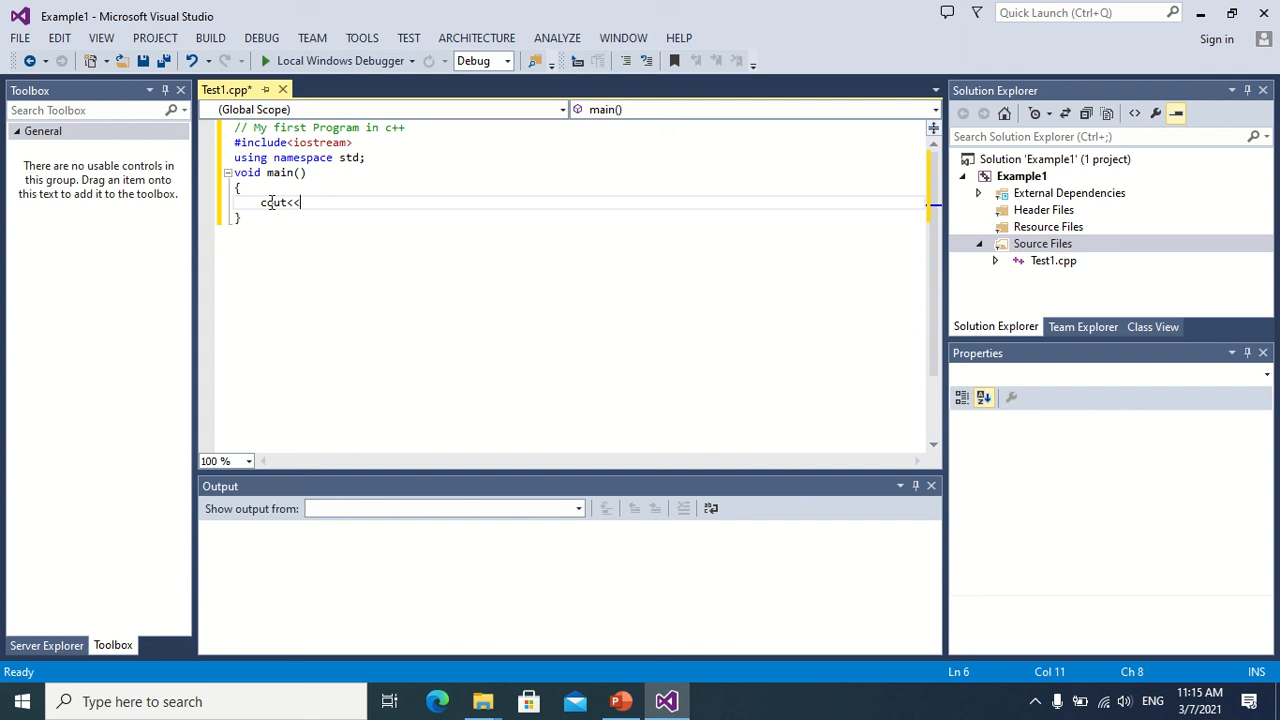 Example1 - Microsoft Visual Studio
Quick Launch (Ctrl+Q)
FILE EDIT VIEW PROJECT BUILD DEBUG TEAM TOOLS TEST ARCHITECTURE ANALYZE WINDOW HELP
Sign in
Local Windows Debugger
Debug
Toolbox
Search Toolbox
General
There are no usable controls in
this group. Drag an item onto
this text to add it to the toolbox.
Server Explorer Toolbox
Test1.cpp*
(Global Scope)
main()
// My first Program in c++
#include<iostream>
using namespace std;
void main()
{
cout<<
}
100 %
Output
Show output from:
Solution Explorer
Search Solution Explorer (Ctrl+;)
Solution 'Example1' (1 project)
Example1
External Dependencies
Header Files
Resource Files
Source Files
Test1.cpp
Solution Explorer Team Explorer Class View
Properties
Ready
Ln 6 Col 11 Ch 8 INS
Type here to search
ENG
11:15 AM
3/7/2021